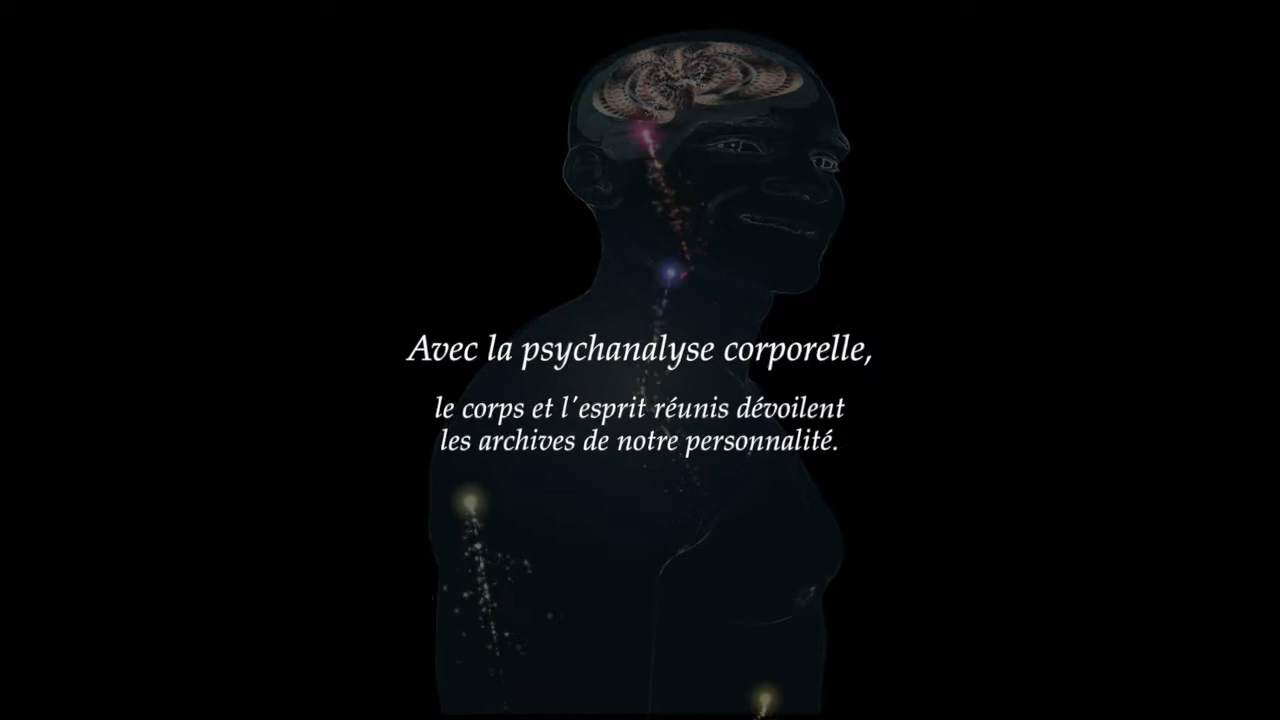 Avec la psychanalyse corporelle,
le corps et l'esprit réunis dévoilent
les archives de notre personnalité.